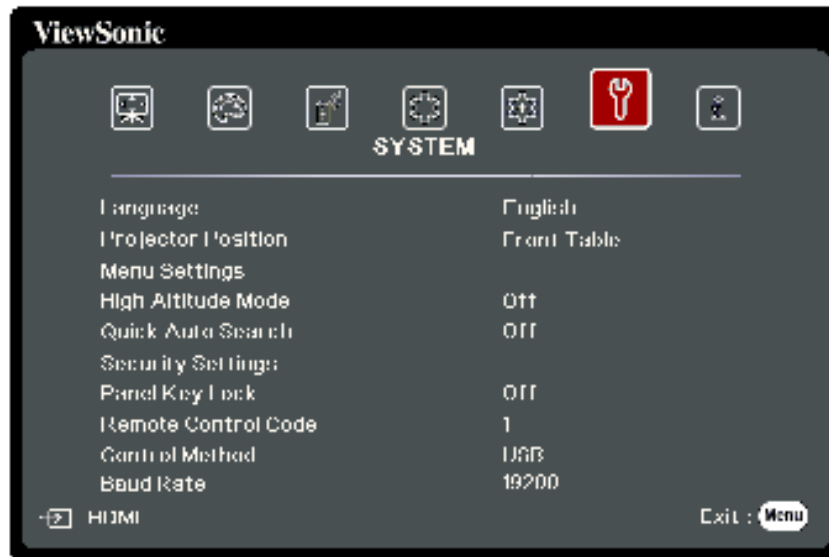 ViewSonic
SYSTEM
Language English
Projector Position Front Table
Menu Settings
High Altitude Mode Off
Quick Auto Search Off
Security Settings
Panel Key Lock Off
Remote Control Code 1
Control Method USB
Baud Rate 19200
HDMI Exit : Menu